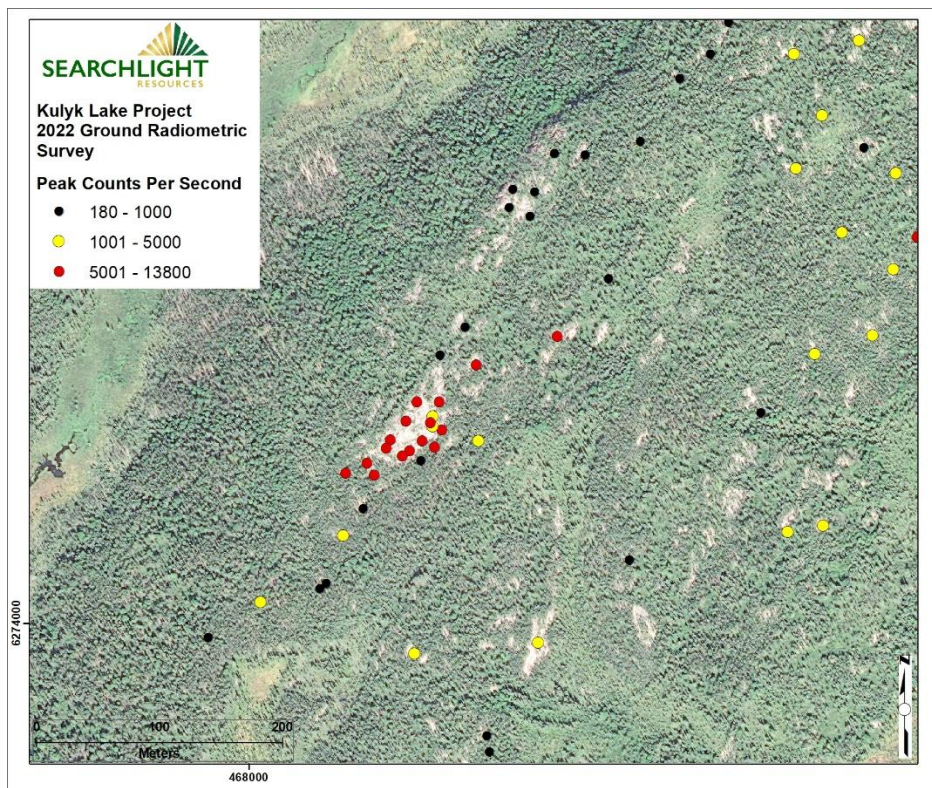 SEARCHLIGHT
RESOURCES
Kulyk Lake Project
2022 Ground Radiometric
Survey
Peak Counts Per Second
180 - 1000
1001 - 5000
5001 - 13800
6274000
0 100 200
Meters
468000